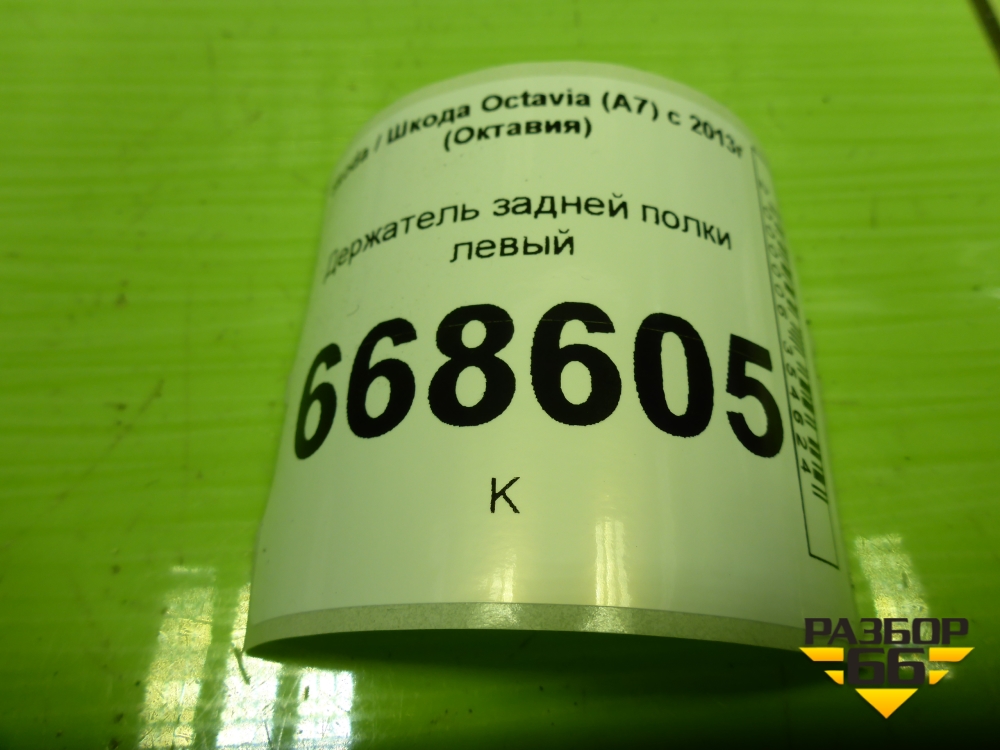 / Шкода Octavia (A7) с 2013г
(Октавия)
Держатель задней полки
левый
668605
К
РАЗБОР
66